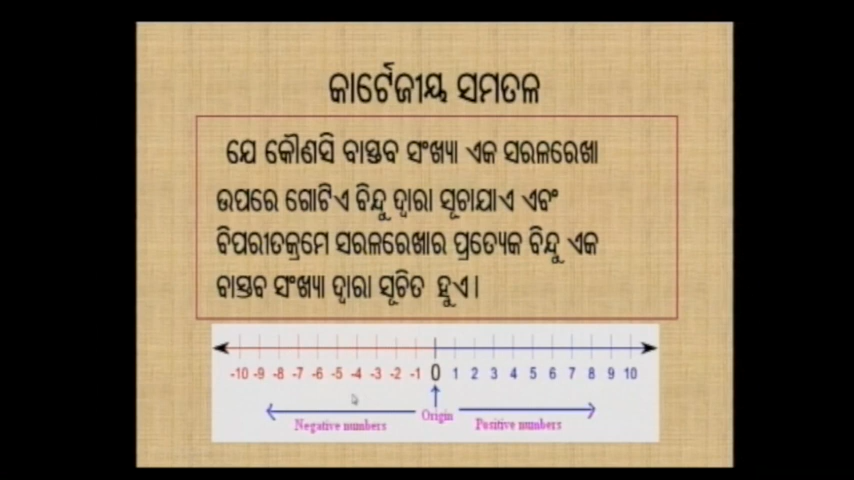 କାର୍ଟେଜୀୟ ସମତଳ
ଯେ କୌଣସି ବାସ୍ତବ ସଂଖ୍ୟା ଏକ ସରଳରେଖା
ଉପରେ ଗୋଟିଏ ବିନ୍ଦୁ ଦ୍ୱାରା ସୂଚାଯାଏ ଏବଂ
ବିପରୀତକ୍ରମେ ସରଳରେଖାର ପ୍ରତ୍ୟେକ ବିନ୍ଦୁ ଏକ
ବାସ୍ତବ ସଂଖ୍ୟା ଦ୍ୱାରା ସୂଚିତ ହୁଏ।
-10 -9 -8 -7 -6 -5 -4 -3 -2 -1 0 1 2 3 4 5 6 7 8 9 10
Negative numbers Origin Positive numbers